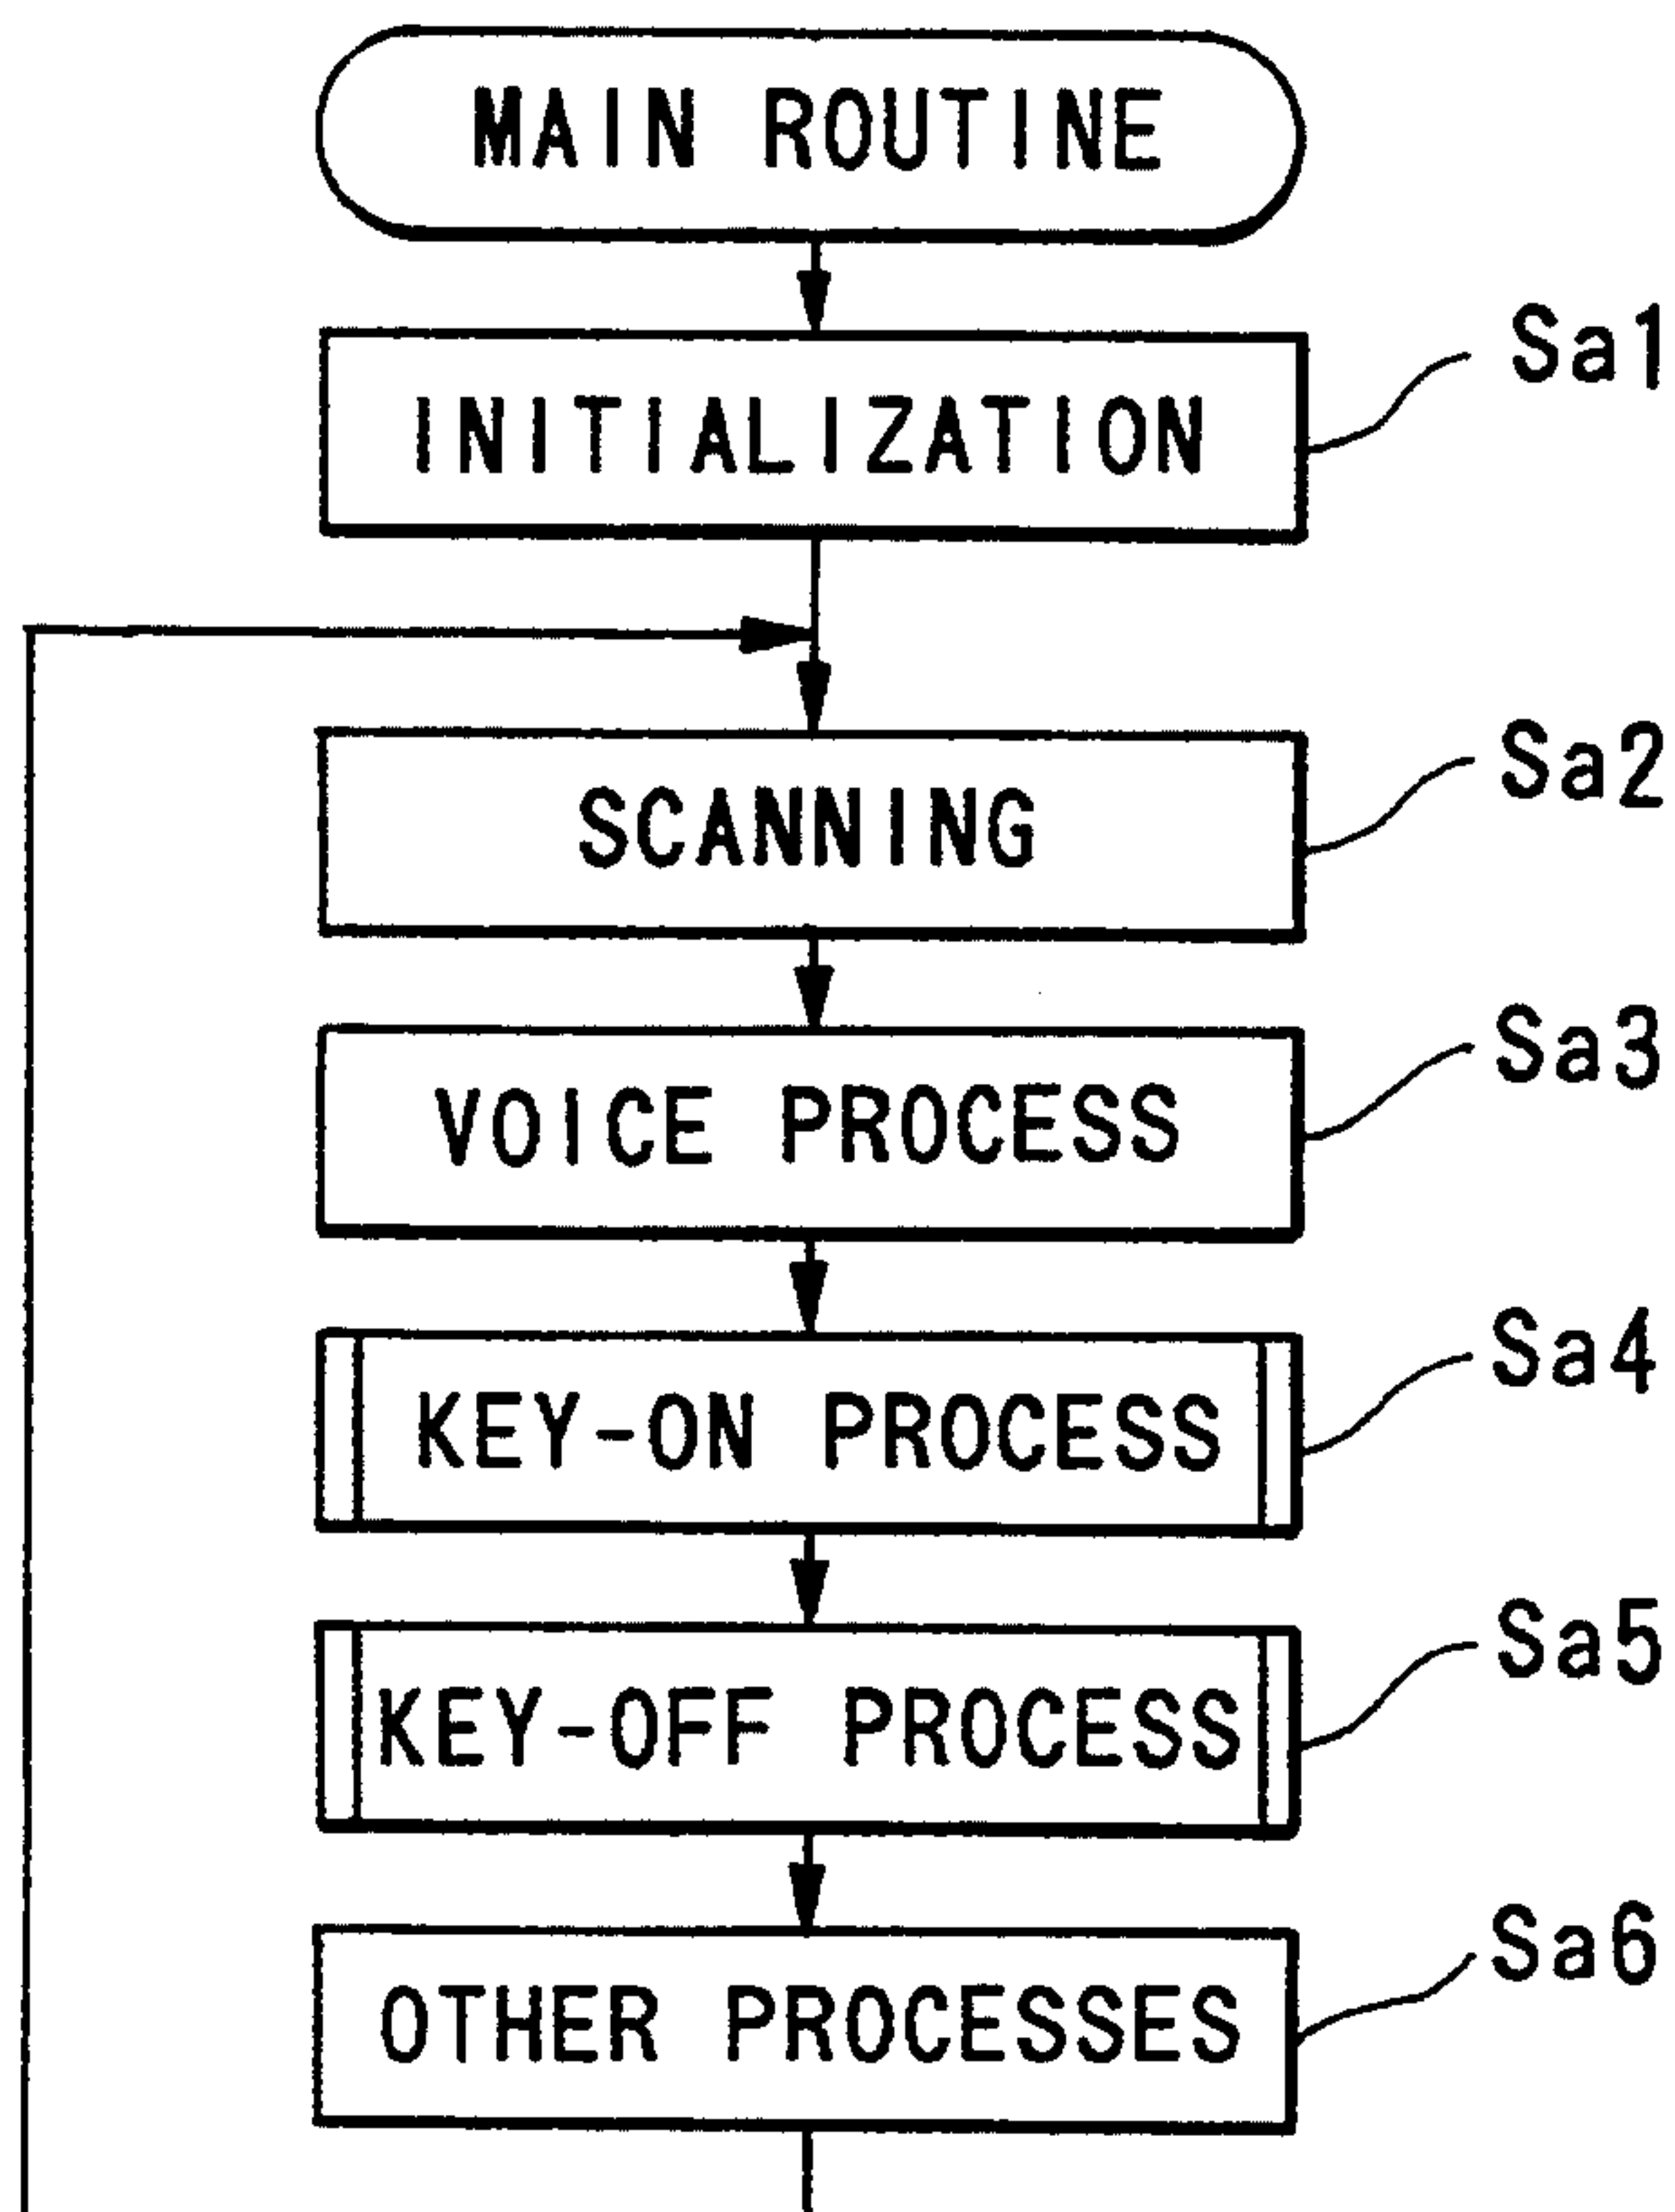 MAIN ROUTINE
Sa1
INITIALIZATION
Sa2
SCANNING
Sa3
VOICE PROCESS
Sa4
KEY-ON PROCESS
Sa5
KEY-OFF PROCESS
Sa6
OTHER PROCESSES